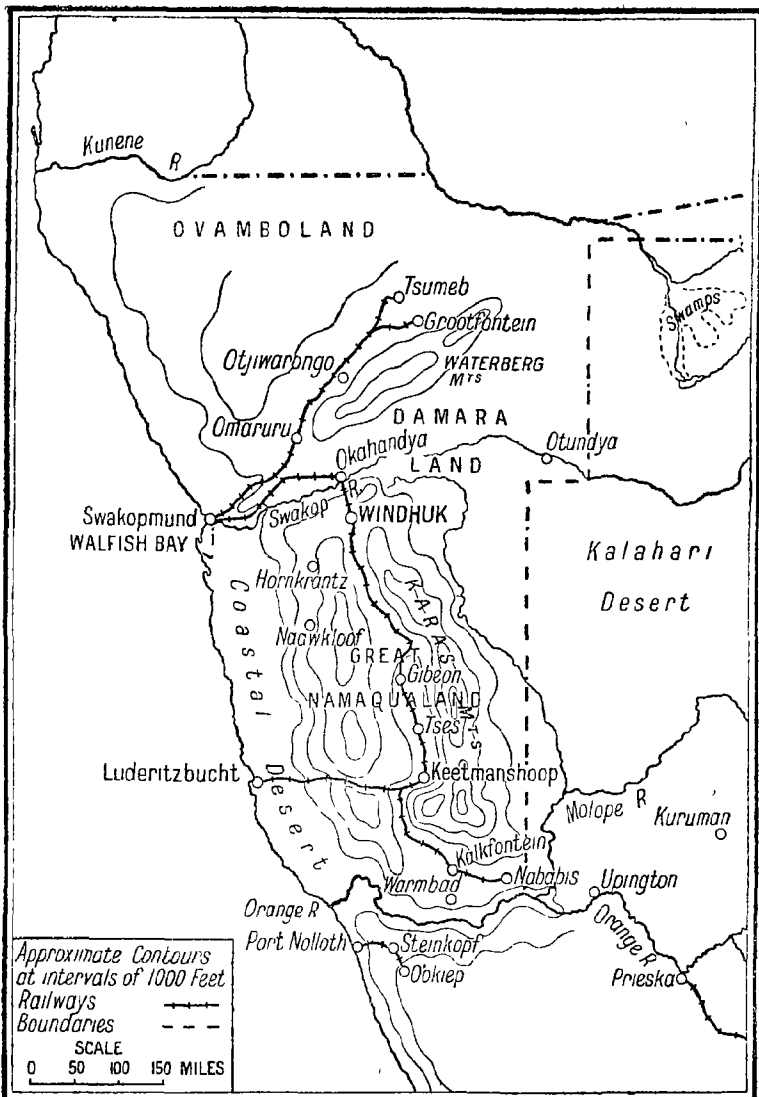 Kunene R
OVAMBOLAND
Tsumeb
Grootfontein
Swamps
Otjiwarongo
WATERBERG
MTS
DAMARA
LAND
Omaruru
Okahandya
Otundya
Swakop R.
Swakopmund
WALFISH BAY
WINDHUK
Kalahari
Desert
Hornkrantz
KARAS MTS
Naawkloof
GREAT
NAMAQUALAND
Gibeon
Tses
Coastal Desert
Luderitzbucht
Keetmanshoop
Molope R
Kuruman
Kalkfontein
Nababis
Warmbad
Upington
Orange R
Orange R
Port Nolloth
Steinkopf
Obkiep
Prieska
Approximate Contours
at intervals of 1000 Feet
Railways
Boundaries
SCALE
0 50 100 150 MILES